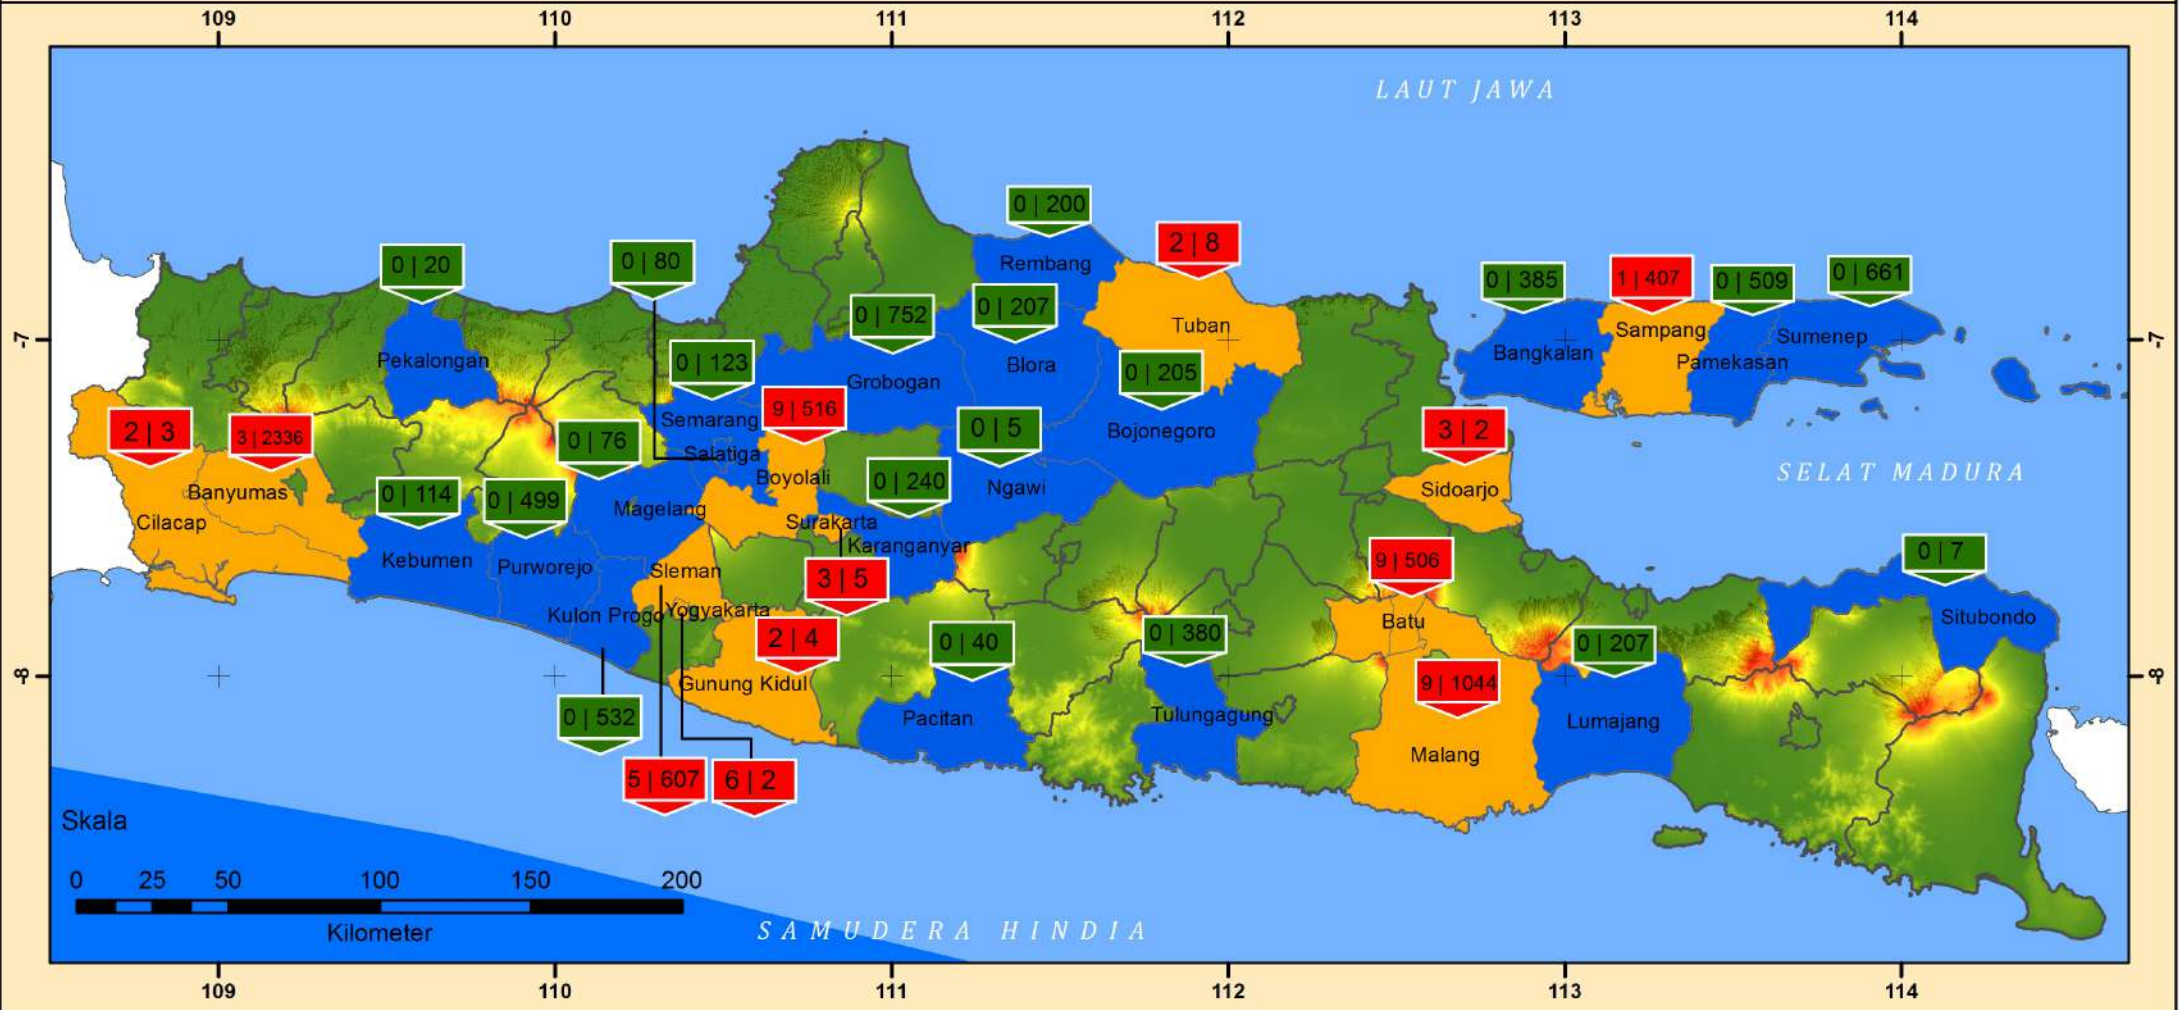 109 110 111 112 113 114
LAUT JAWA
0 | 200
2 | 8
0 | 20
0 | 80
Rembang
0 | 385
1 | 407
0 | 509
0 | 661
0 | 752
0 | 207
Tuban
Sampang
Sumenep
-7
-7
Pekalongan
0 | 123
Grobogan
Blora
0 | 205
Bangkalan
Pamekasan
9 | 516
Semarang
2 | 3
3 | 2336
0 | 76
0 | 5
Bojonegoro
3 | 2
Salatiga
SELAT MADURA
Boyolali
0 | 240
Ngawi
Sidoarjo
Banyumas
0 | 114
0 | 499
Magelang
Cilacap
Surakarta
Karanganyar
0 | 7
Kebumen
Purworejo
Sleman
3 | 5
9 | 506
Kulon Progo
Yogyakarta
Batu
Situbondo
2 | 4
0 | 40
0 | 380
0 | 207
-8
-8
Gunung Kidul
9 | 1044
0 | 532
Pacitan
Tulungagung
Lumajang
Malang
5 | 607
6 | 2
Skala
0 25 50 100 150 200
Kilometer
SAMUDERA HINDIA
109 110 111 112 113 114